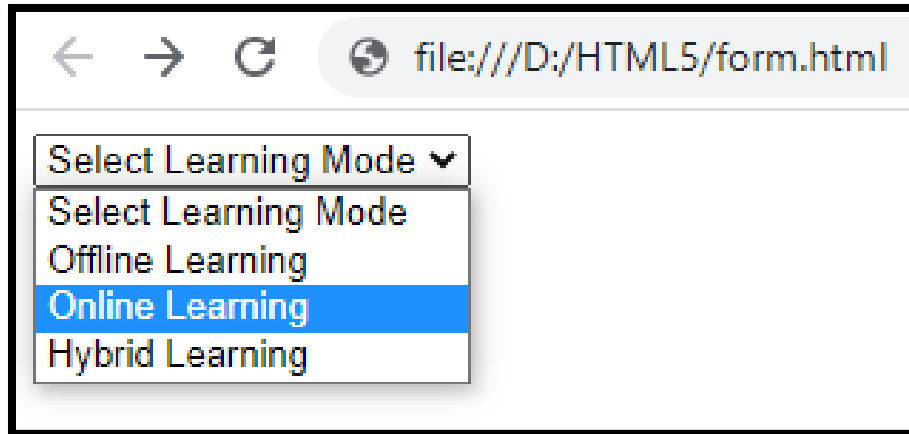 file:///D:/HTML5/form.html
Select Learning Mode
Select Learning Mode
Offline Learning
Online Learning
Hybrid Learning